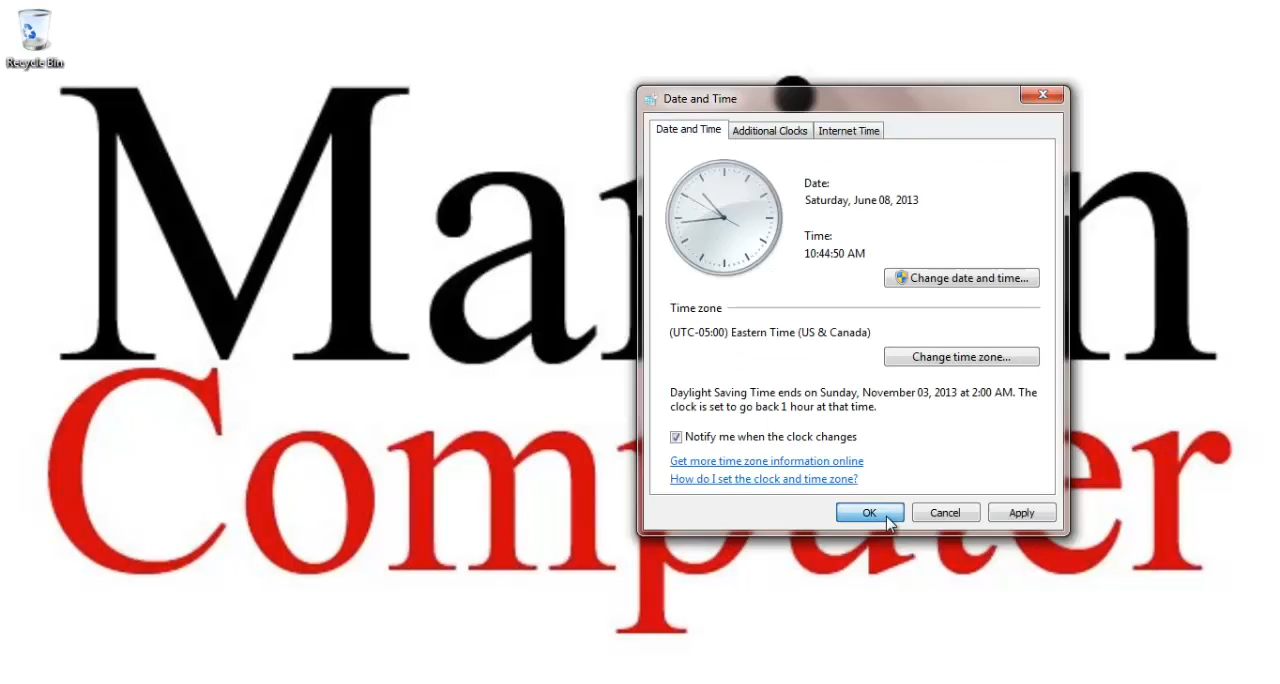 Recycle Bin
Date and Time
Date and Time
Additional Clocks
Internet Time
Date:
Saturday, June 08, 2013
Time:
10:44:50 AM
Change date and time...
Time zone
(UTC-05:00) Eastern Time (US & Canada)
Change time zone...
Daylight Saving Time ends on Sunday, November 03, 2013 at 2:00 AM. The
clock is set to go back 1 hour at that time.
Notify me when the clock changes
Get more time zone information online
How do I set the clock and time zone?
OK
Cancel
Apply
Computer